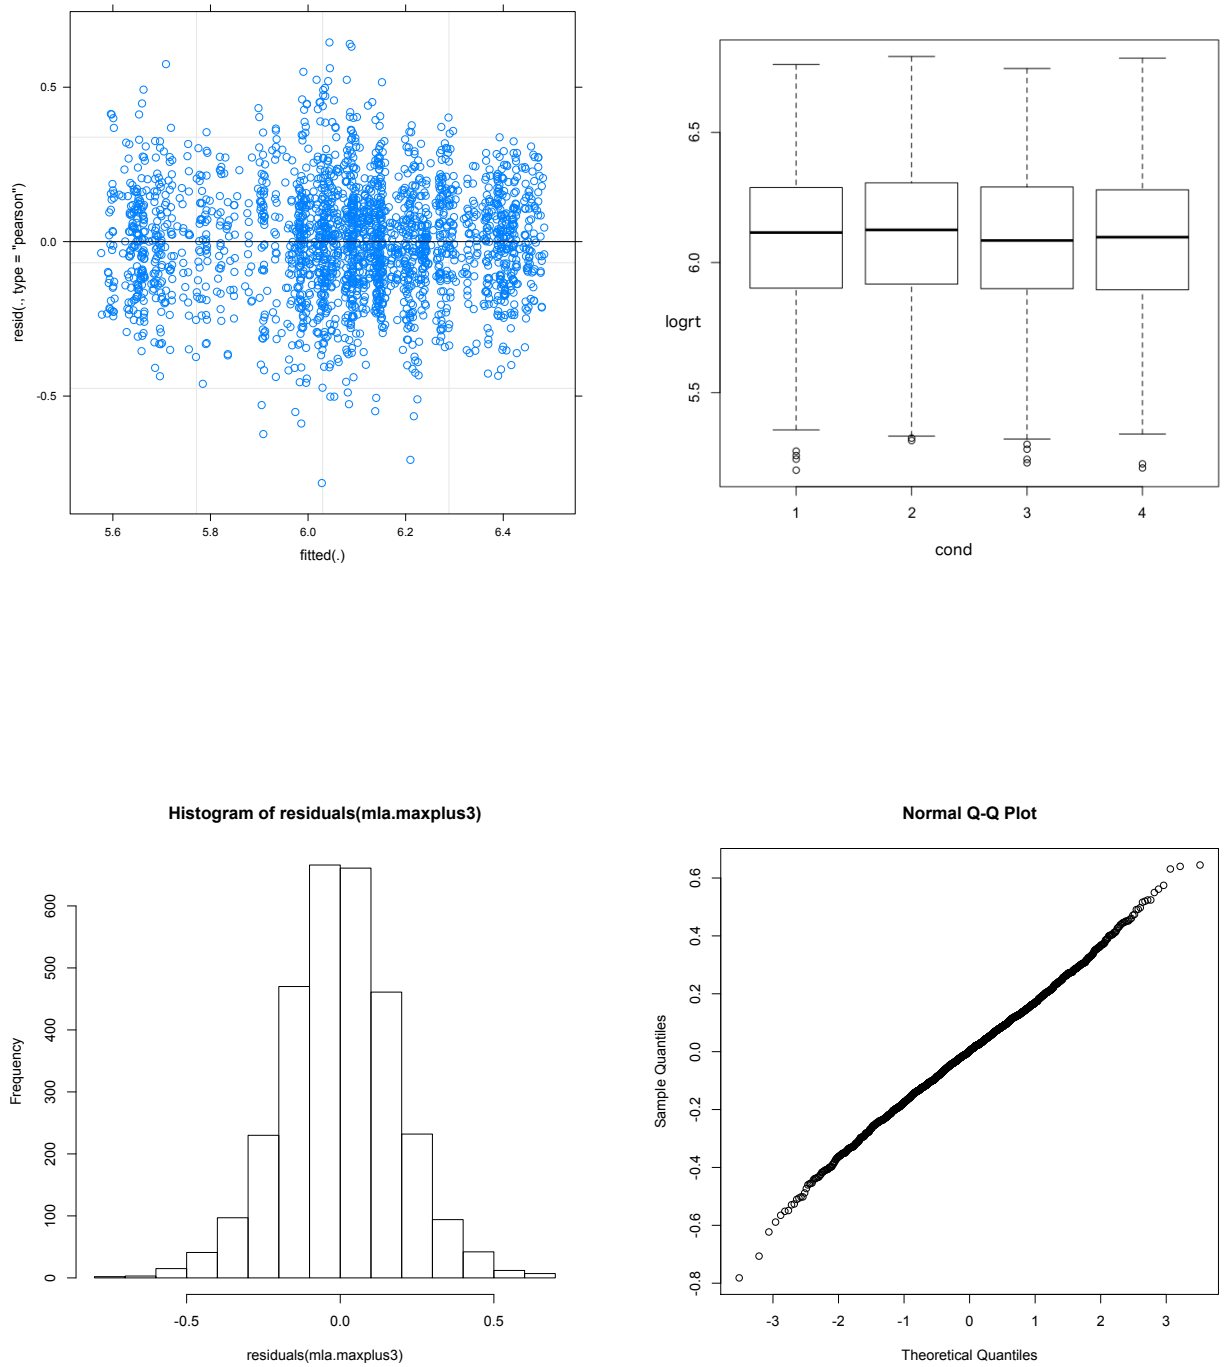 resid(., type = "pearson")
0.5
0.0
-0.5
5.6 5.8 6.0 6.2 6.4
fitted(.)
logrt
6.5
6.0
5.5
1 2 3 4
cond
Histogram of residuals(mla.maxplus3)
Frequency
600
500
400
300
200
100
0
-0.5 0.0 0.5
residuals(mla.maxplus3)
Normal Q-Q Plot
Sample Quantiles
0.6
0.4
0.2
0.0
-0.2
-0.4
-0.6
-0.8
-3 -2 -1 0 1 2 3
Theoretical Quantiles